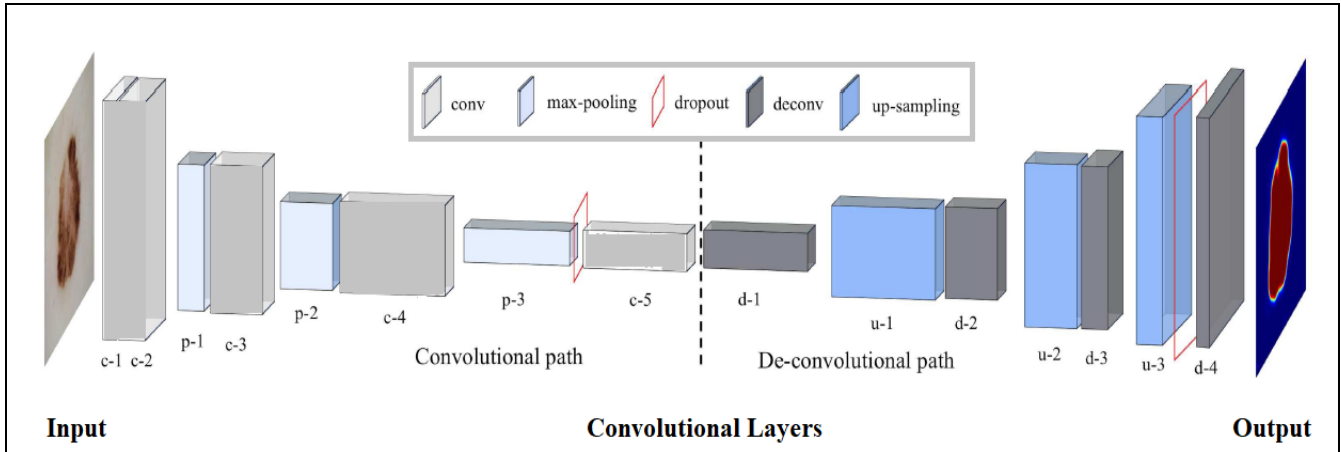 conv max-pooling dropout deconv up-sampling
c-1 c-2 p-1 c-3 p-2 c-4 p-3 c-5 d-1 u-1 d-2 u-2 d-3 u-3 d-4
Convolutional path De-convolutional path
Input Convolutional Layers Output